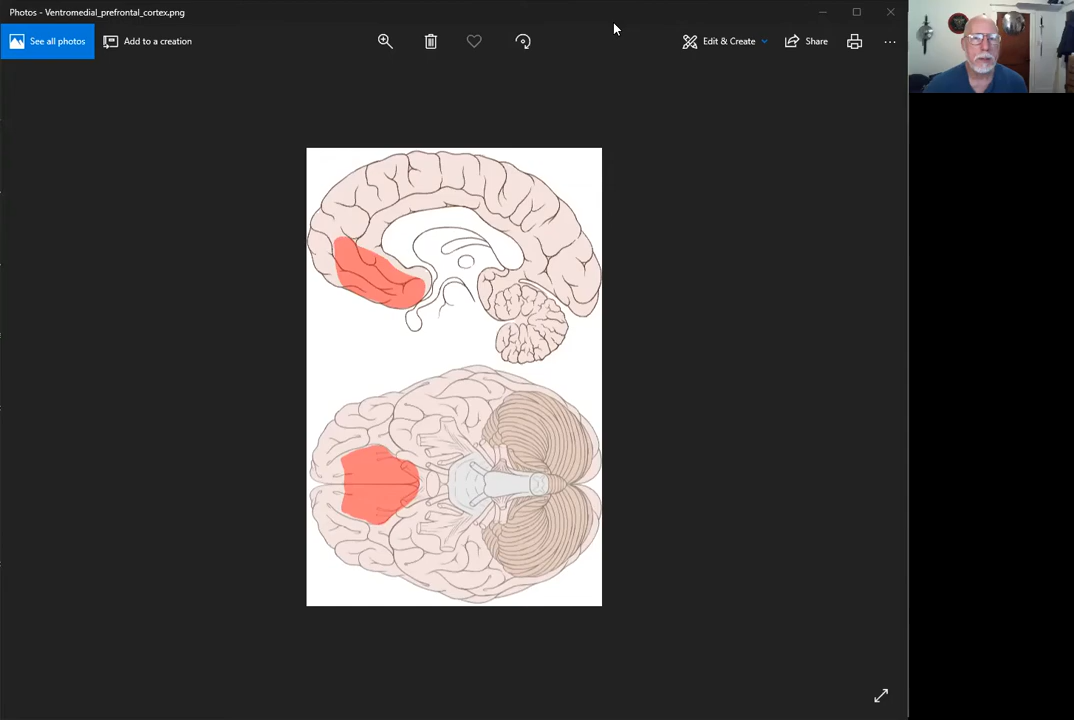 Photos - Ventromedial_prefrontal_cortex.png
See all photos
Add to a creation
Edit & Create
Share